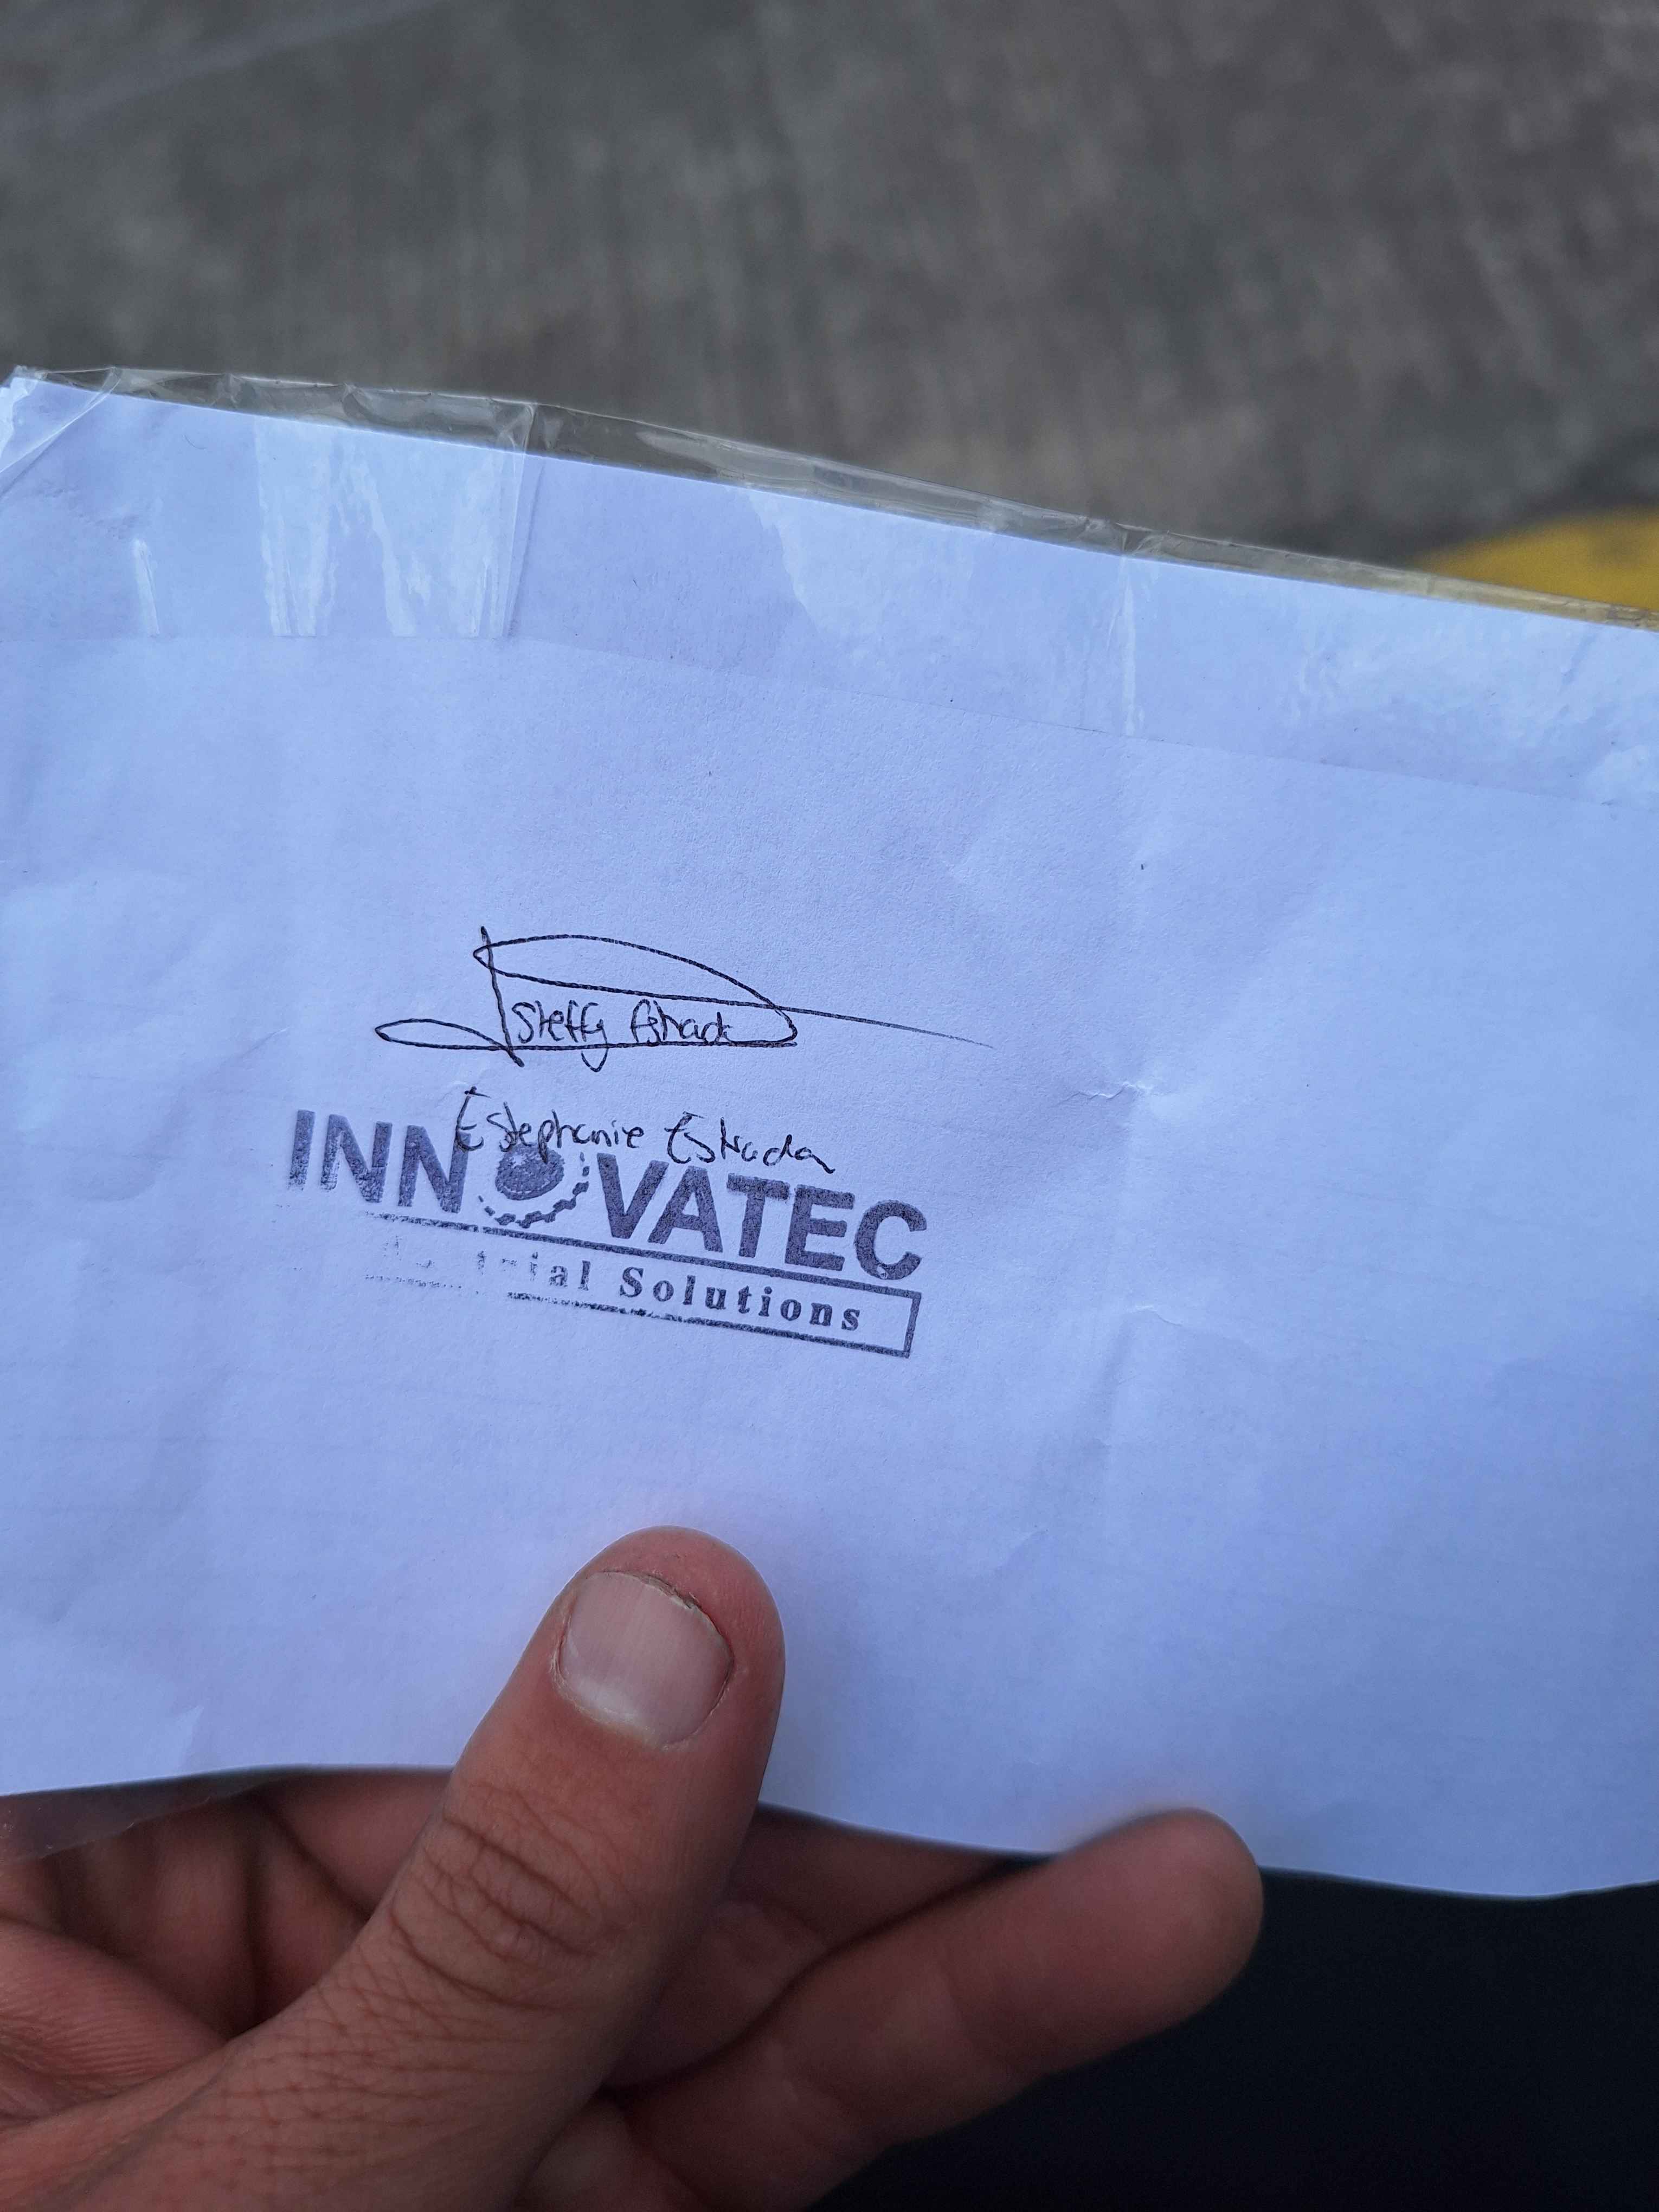 Steffy Estrada
Estephanie Estrada
INNOVATEC
Solutions